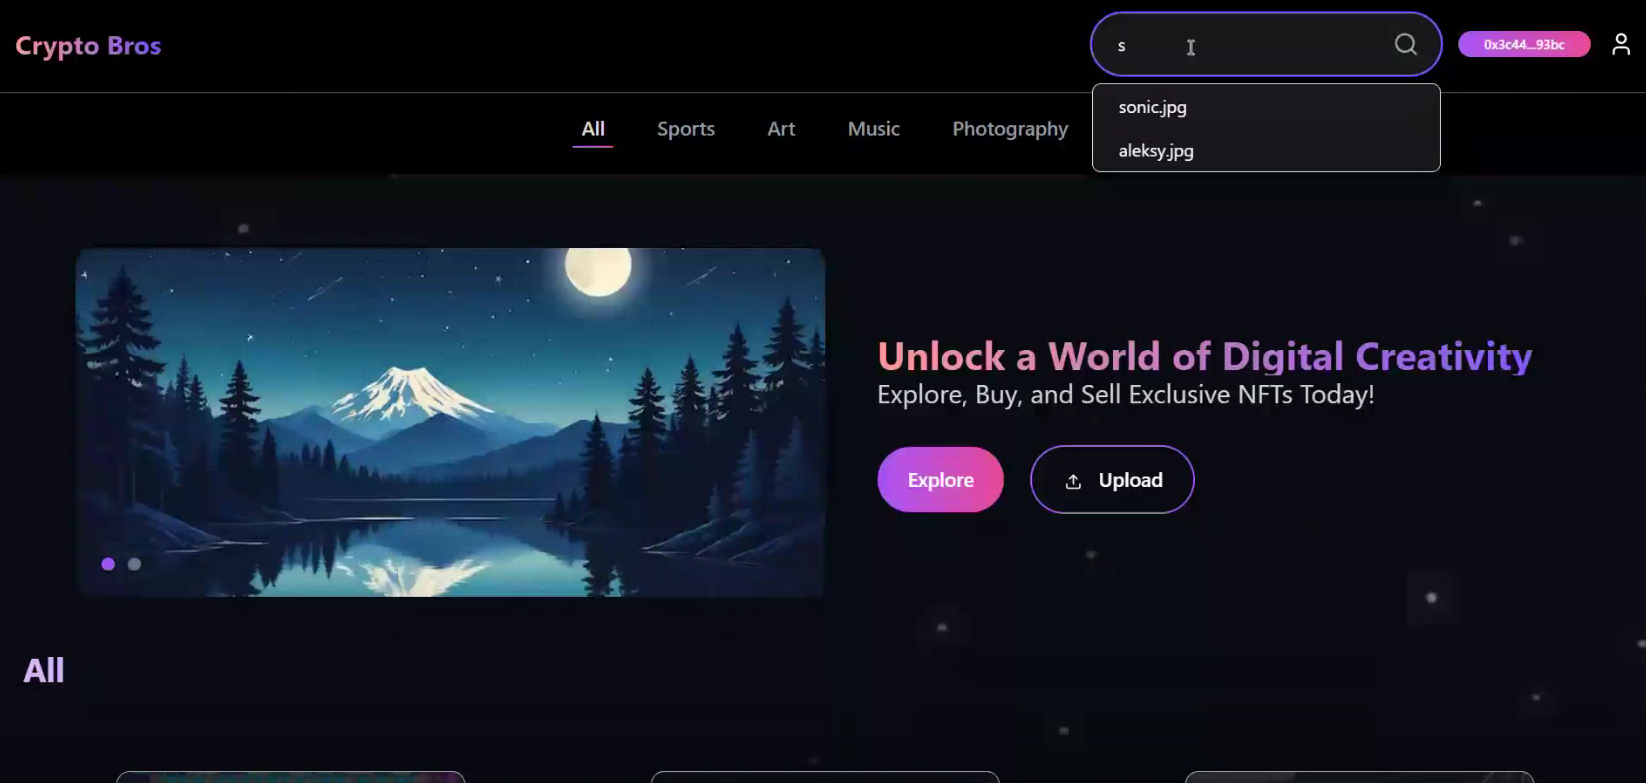 Crypto Bros
s
0x3c44...93bc
sonic.jpg
aleksy.jpg
All
Sports
Art
Music
Photography
Unlock a World of Digital Creativity
Explore, Buy, and Sell Exclusive NFTs Today!
Explore
Upload
All